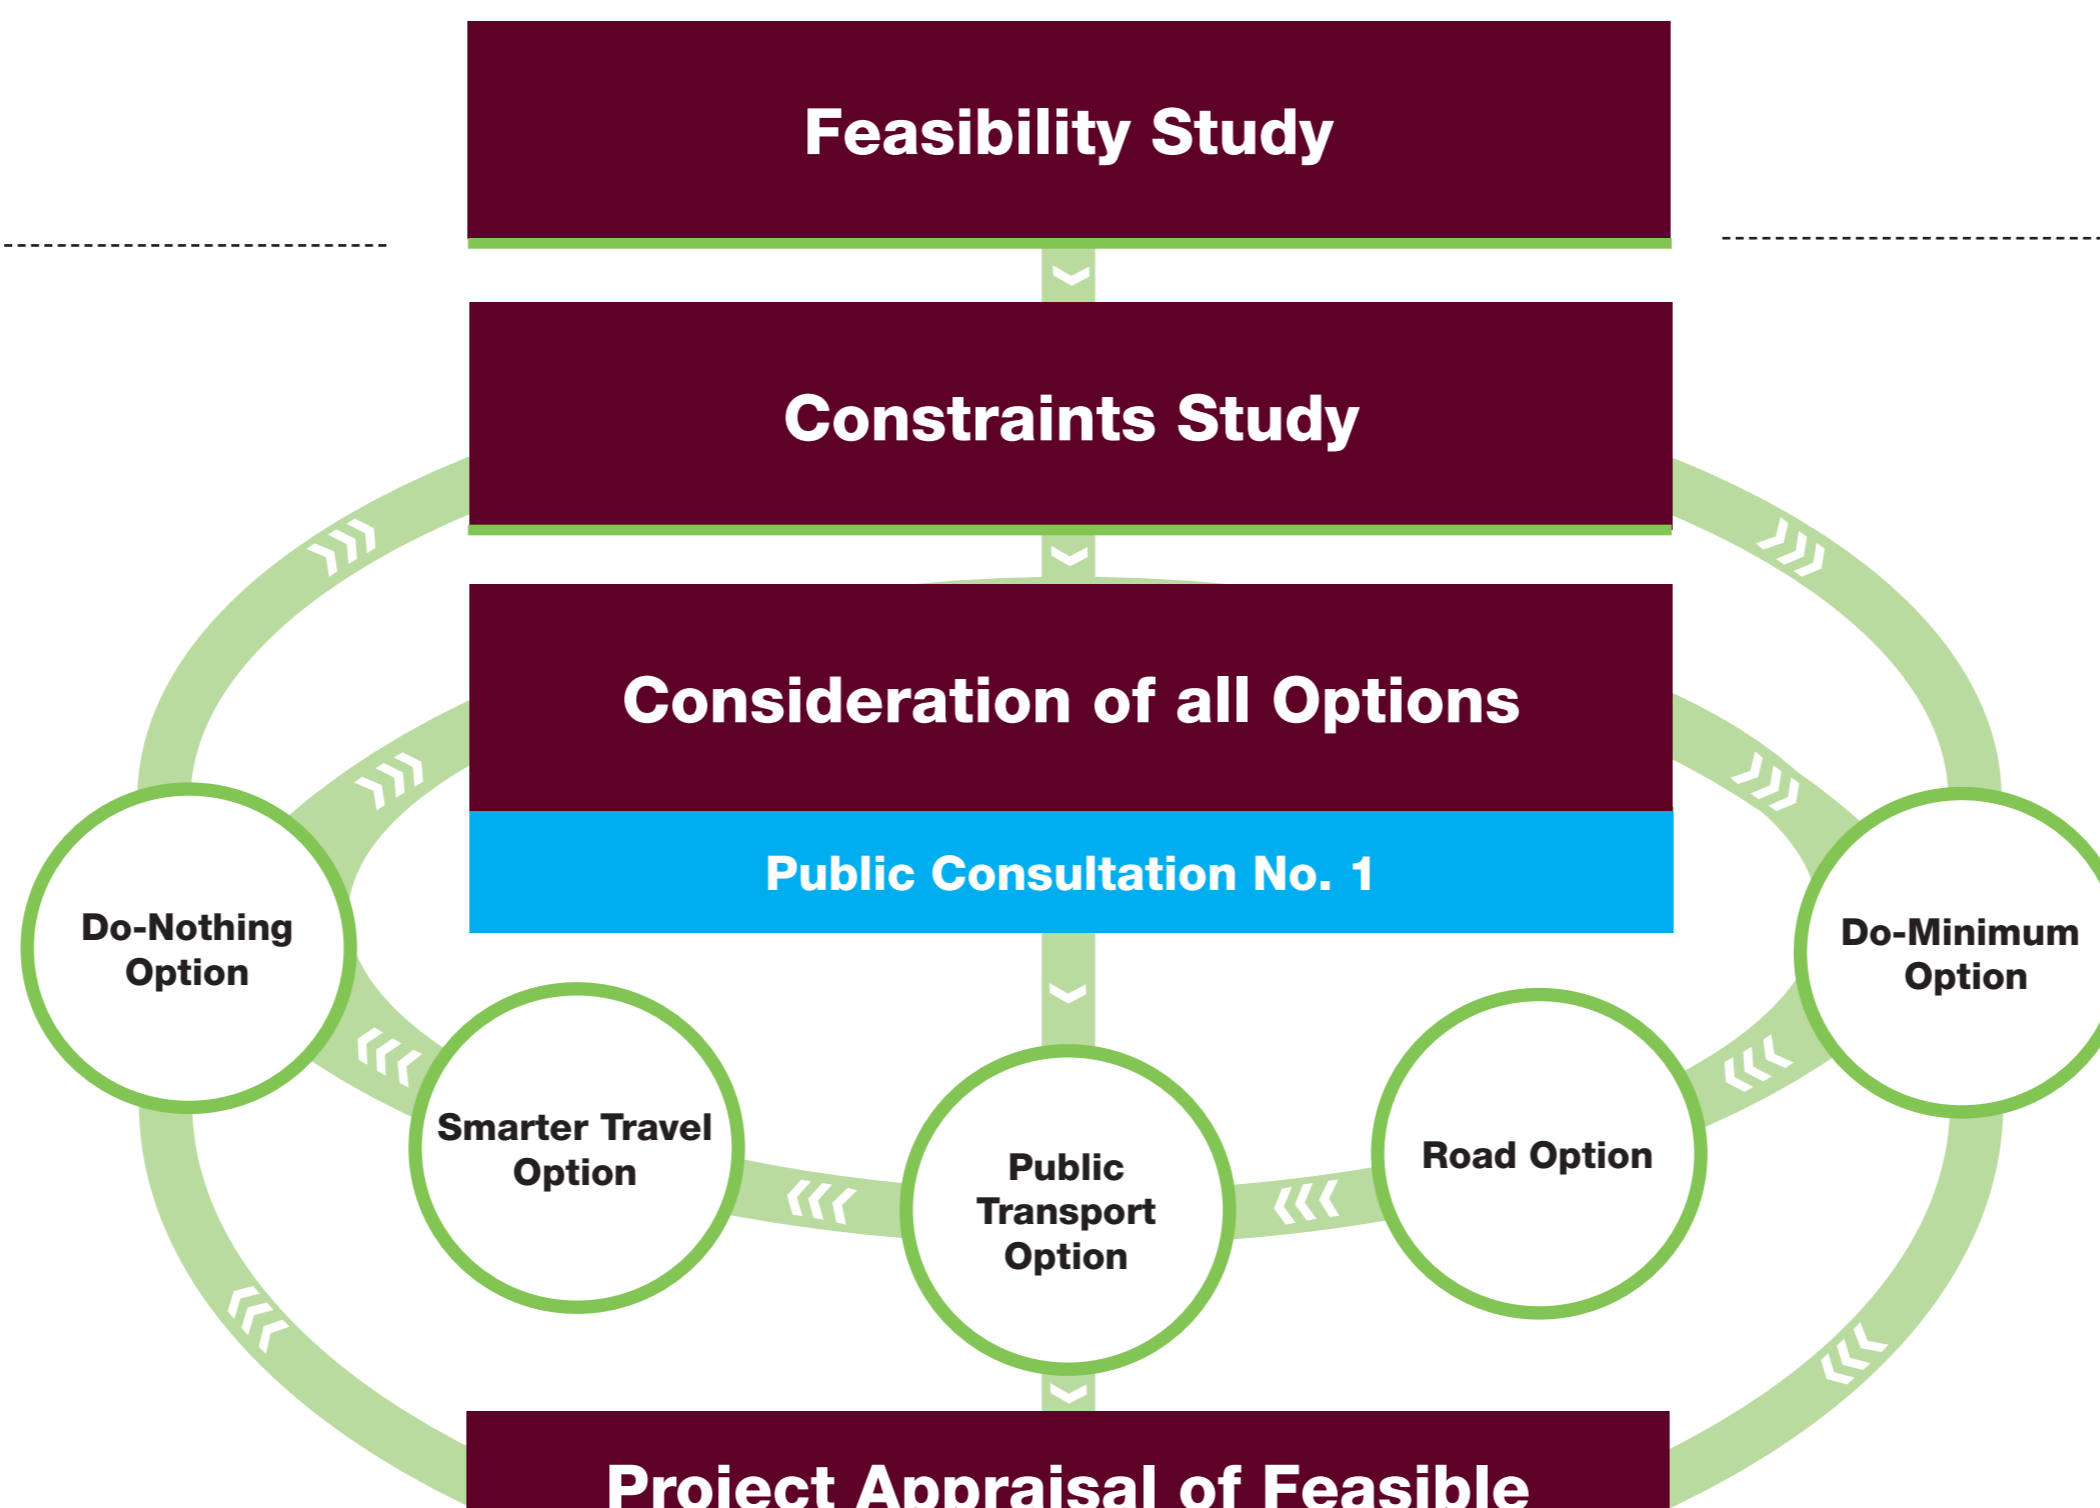 Feasibility Study
Constraints Study
Consideration of all Options
Public Consultation No. 1
Do-Nothing
Option
Do-Minimum
Option
Smarter Travel
Option
Public
Transport
Option
Road Option
Project Appraisal of Feasible